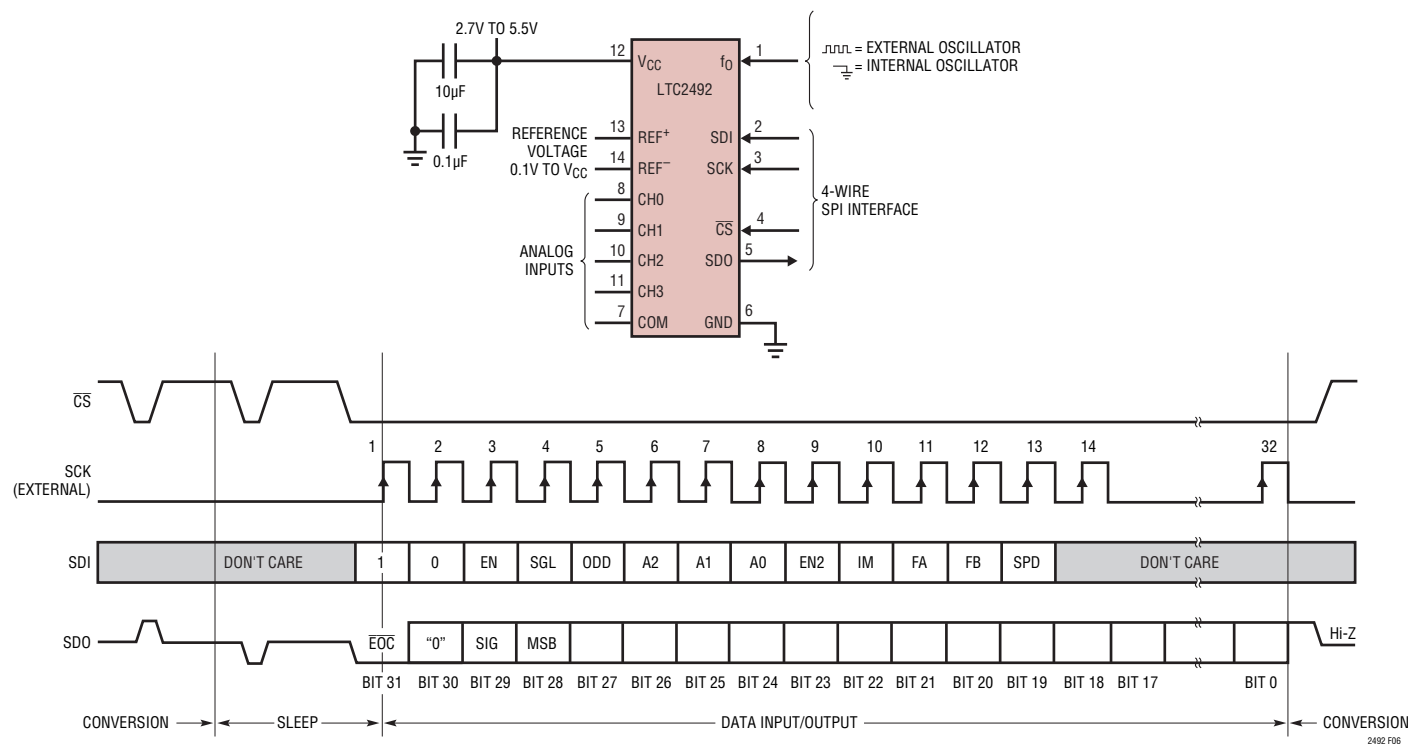 2.7V TO 5.5V
10µF
0.1µF
REFERENCE
VOLTAGE
0.1V TO VCC
ANALOG
INPUTS
12
13
14
8
9
10
11
7
VCC
REF+
REF−
CH0
CH1
CH2
CH3
COM
LTC2492
fO
SDI
SCK
CS
SDO
GND
1
2
3
4
5
6
= EXTERNAL OSCILLATOR
= INTERNAL OSCILLATOR
4-WIRE
SPI INTERFACE
CS
1 2 3 4 5 6 7 8 9 10 11 12 13 14 32
SCK
(EXTERNAL)
SDI DON'T CARE 1 0 EN SGL ODD A2 A1 A0 EN2 IM FA FB SPD DON'T CARE
SDO EOC “0” SIG MSB Hi-Z
BIT 31 BIT 30 BIT 29 BIT 28 BIT 27 BIT 26 BIT 25 BIT 24 BIT 23 BIT 22 BIT 21 BIT 20 BIT 19 BIT 18 BIT 17 BIT 0
CONVERSION SLEEP DATA INPUT/OUTPUT CONVERSION
2492 F06